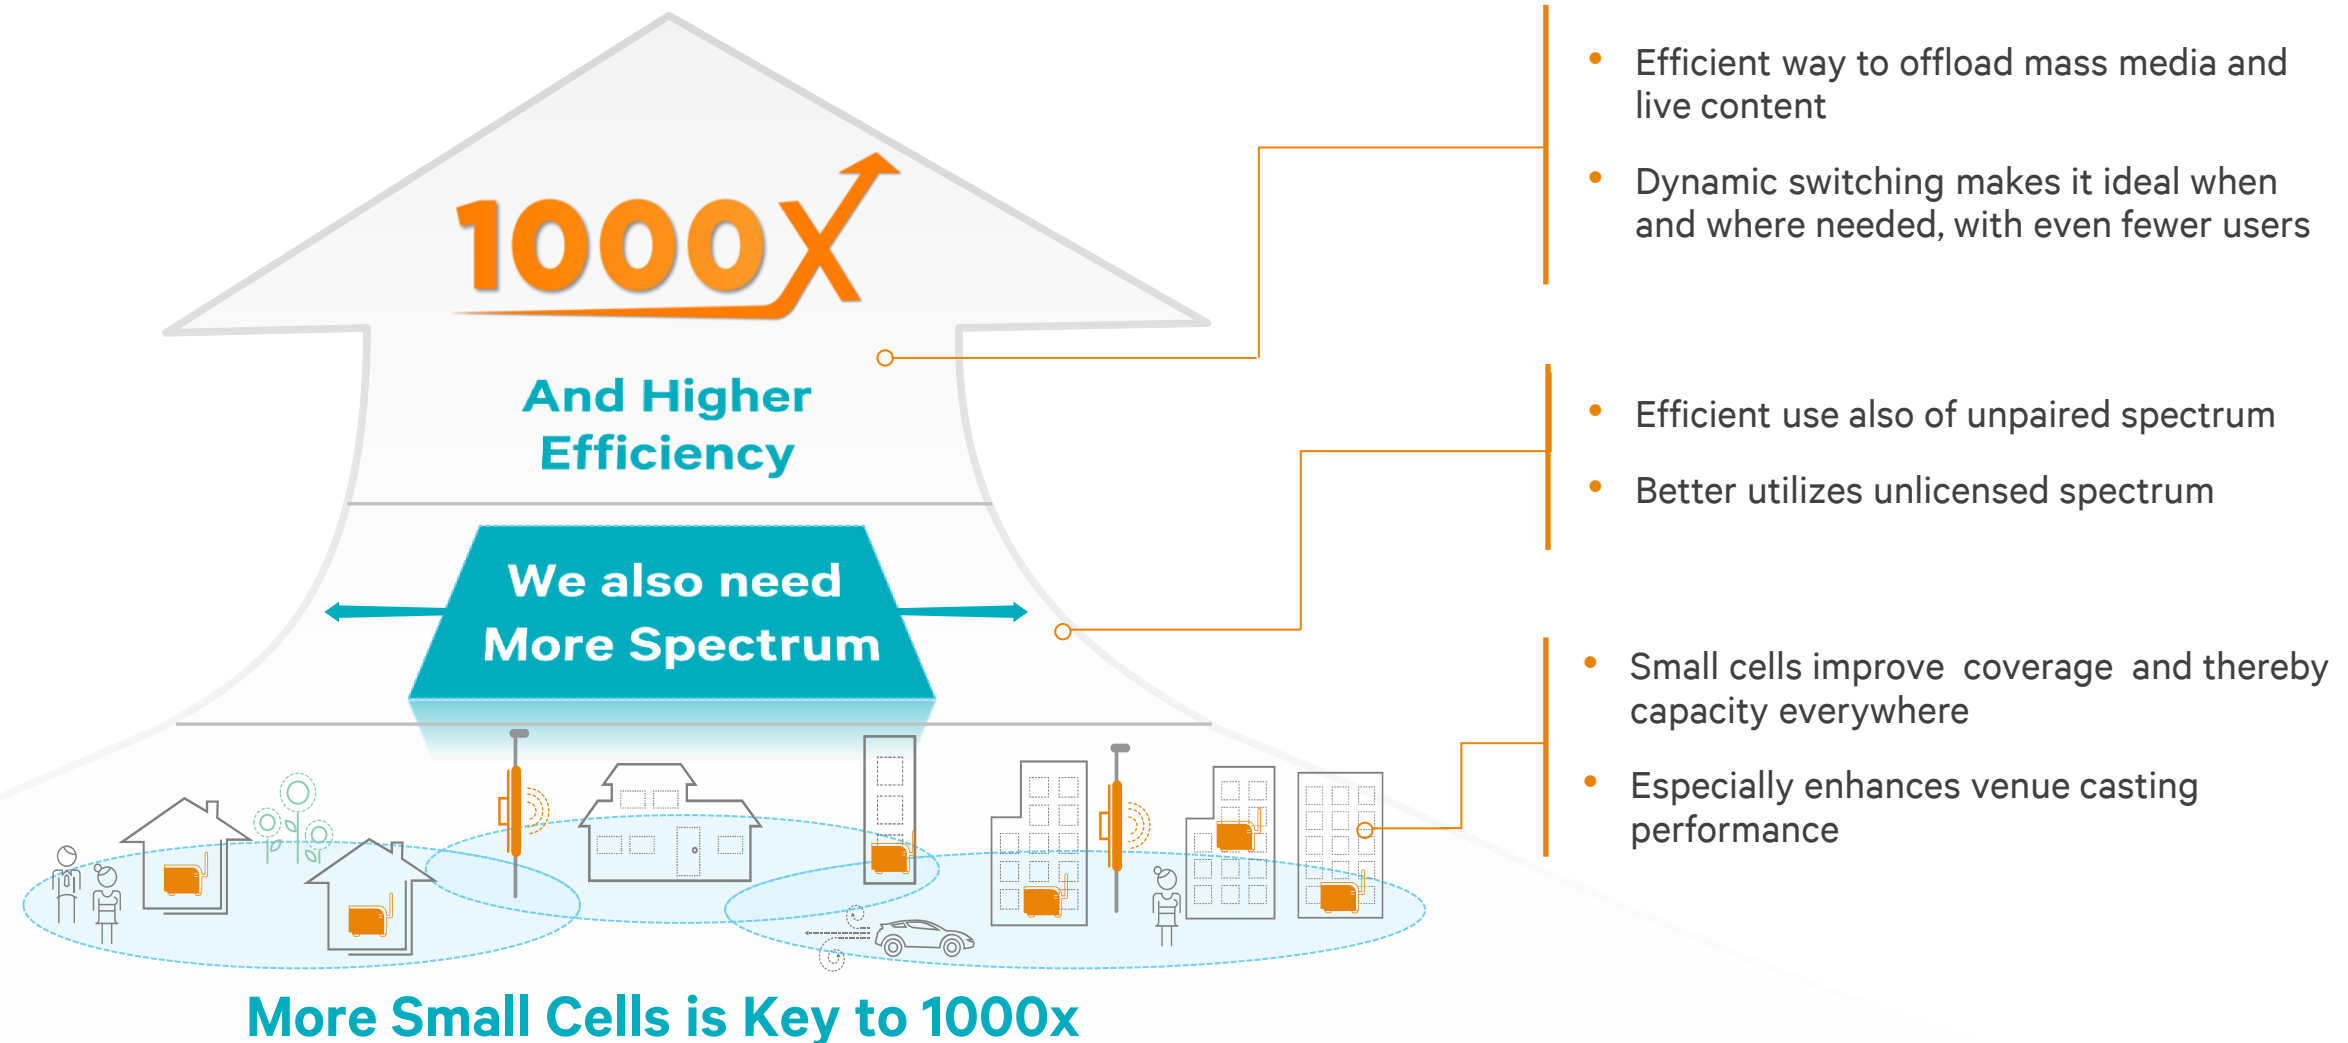 1000X
And Higher
Efficiency
We also need
More Spectrum
More Small Cells is Key to 1000x
• Efficient way to offload mass media and
live content
• Dynamic switching makes it ideal when
and where needed, with even fewer users
• Efficient use also of unpaired spectrum
• Better utilizes unlicensed spectrum
• Small cells improve coverage and thereby
capacity everywhere
• Especially enhances venue casting
performance